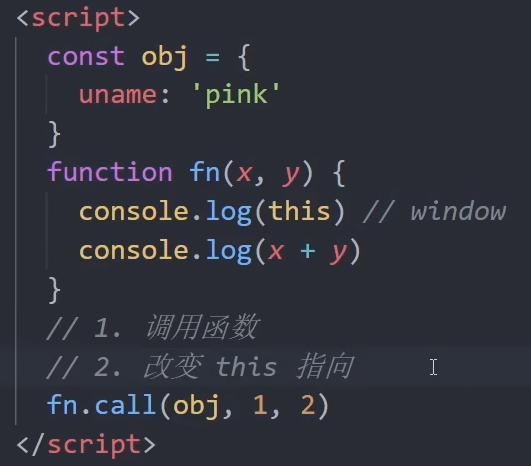 <script>
const obj = {
uname: 'pink'
}
function fn(x, y) {
console.log(this) // window
console.log(x + y)
}
// 1. 调用函数
// 2. 改变 this 指向
fn.call(obj, 1, 2)
</script>